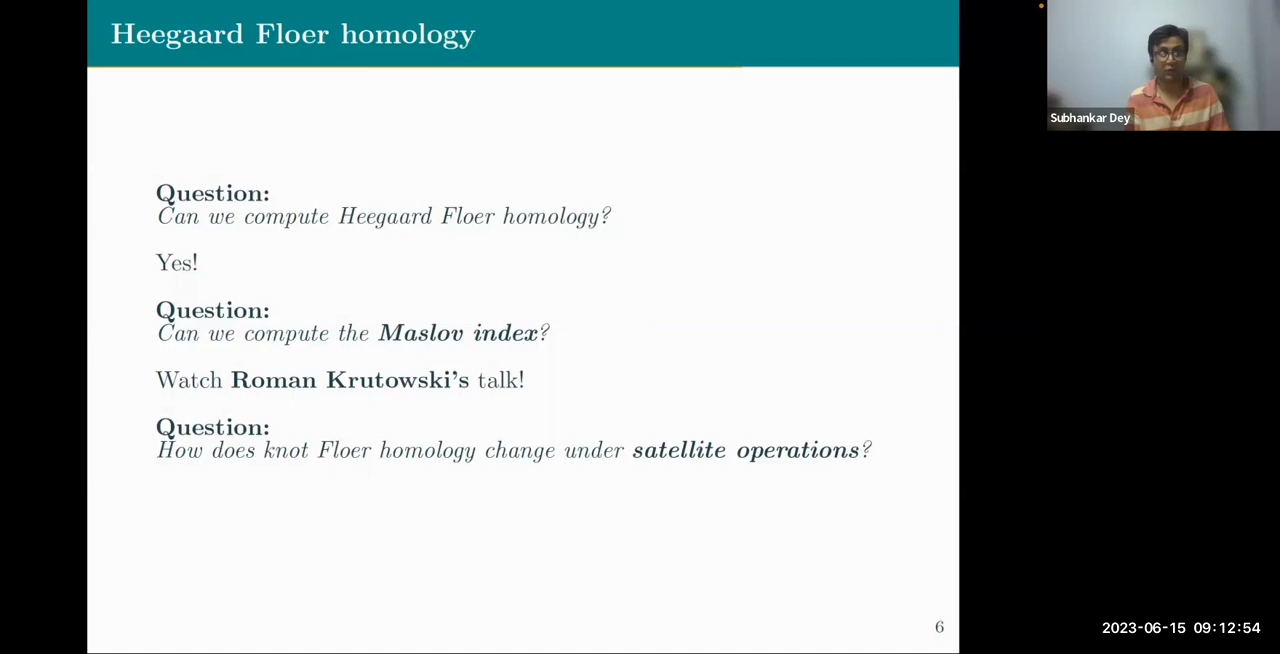 Heegaard Floer homology
Question:
Can we compute Heegaard Floer homology?
Yes!
Question:
Can we compute the Maslov index?
Watch Roman Krutowski's talk!
Question:
How does knot Floer homology change under satellite operations?
6
Subhankar Dey
2023-06-15 09:12:54